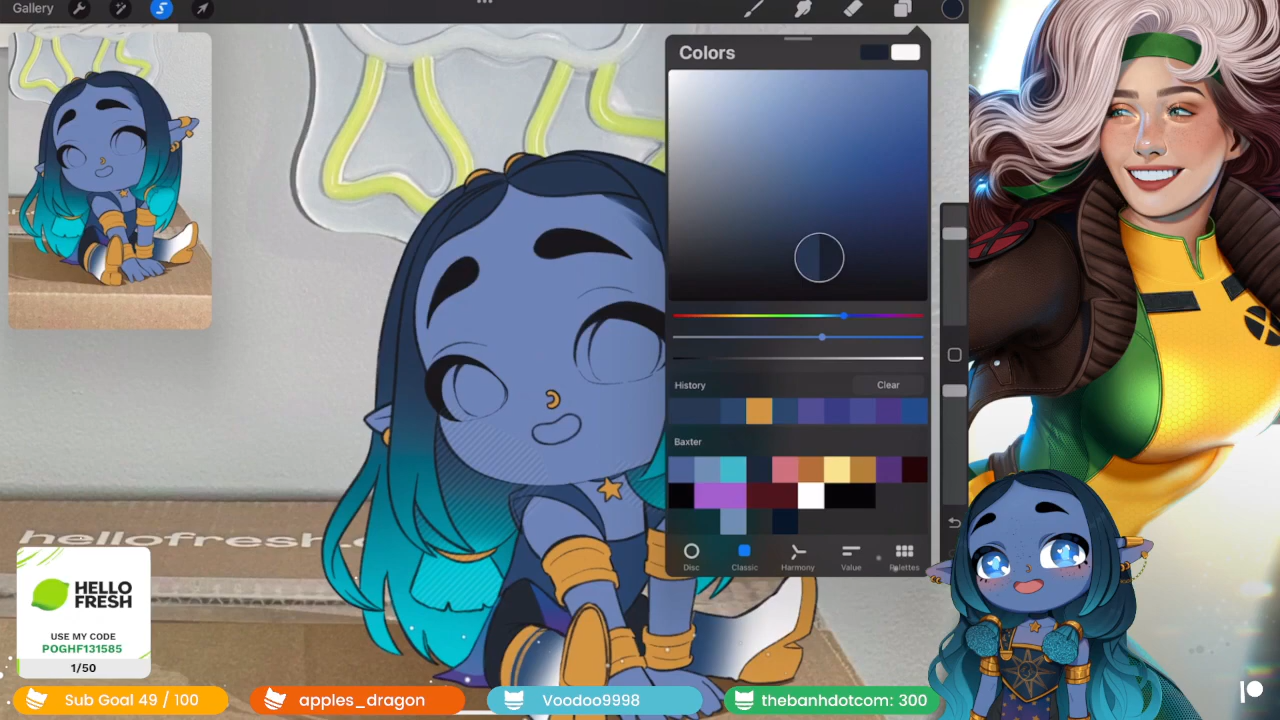 Gallery
Colors
History
Clear
Baxter
Disc
Classic
Harmony
Value
Palettes
hellofresh.
HELLO
FRESH
USE MY CODE
POGHF131585
1/50
Sub Goal 49 / 100
apples_dragon
Voodoo9998
thebanhdotcom: 300